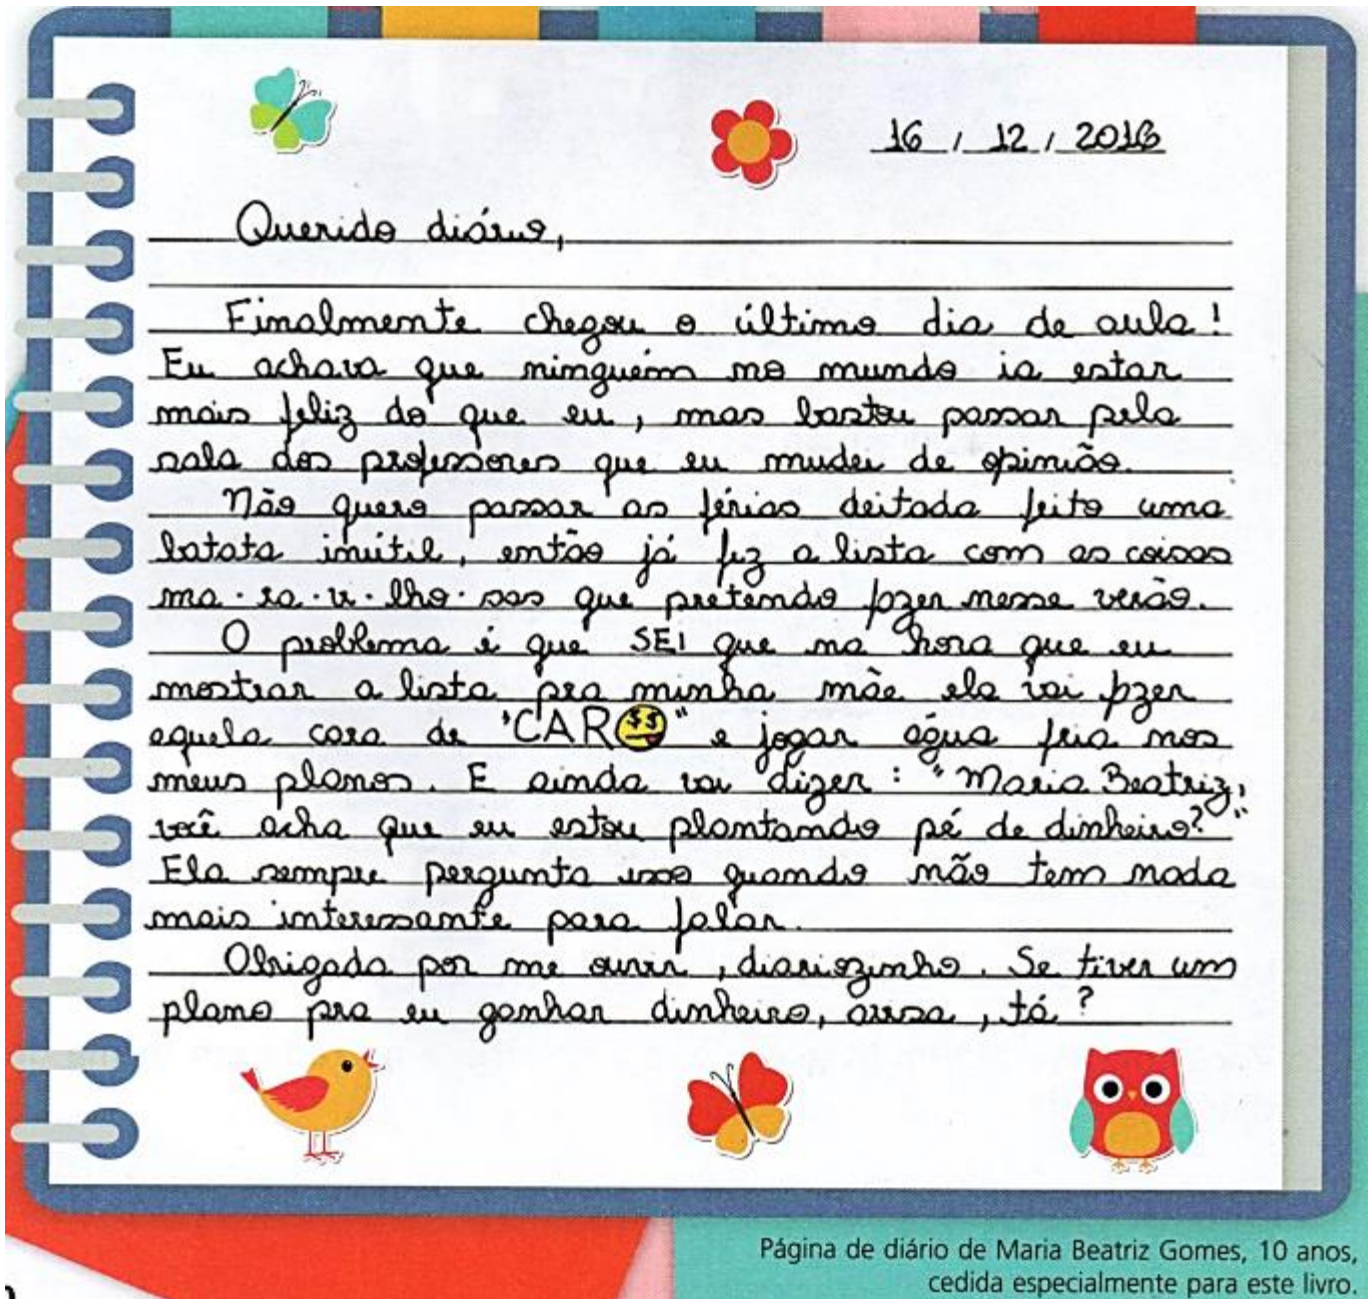 16 / 12 / 2016
Querido diário,
Finalmente chegou o último dia de aula!
Eu achava que ninguém no mundo ia estar
mais feliz do que eu, mas bastou passar pela
sala dos professores que eu mudei de opinião.
Não quero passar as férias deitada feito uma
batata inútil, então já fiz a lista com as coisas
ma·ra·vi·lho·sas que pretendo fazer nesse verão.
O problema é que SEI que na hora que eu
mostrar a lista pra minha mãe ela vai fazer
aquela cara de "CARO" e jogar água fria nos
meus planos. E ainda vai dizer: "Maria Beatriz,
você acha que eu estou plantando pé de dinheiro?"
Ela sempre pergunta isso quando não tem nada
mais interessante para falar.
Obrigada por me ouvir, diariozinho. Se tiver um
plano pra eu ganhar dinheiro, avisa, tá?
Página de diário de Maria Beatriz Gomes, 10 anos,
cedida especialmente para este livro.